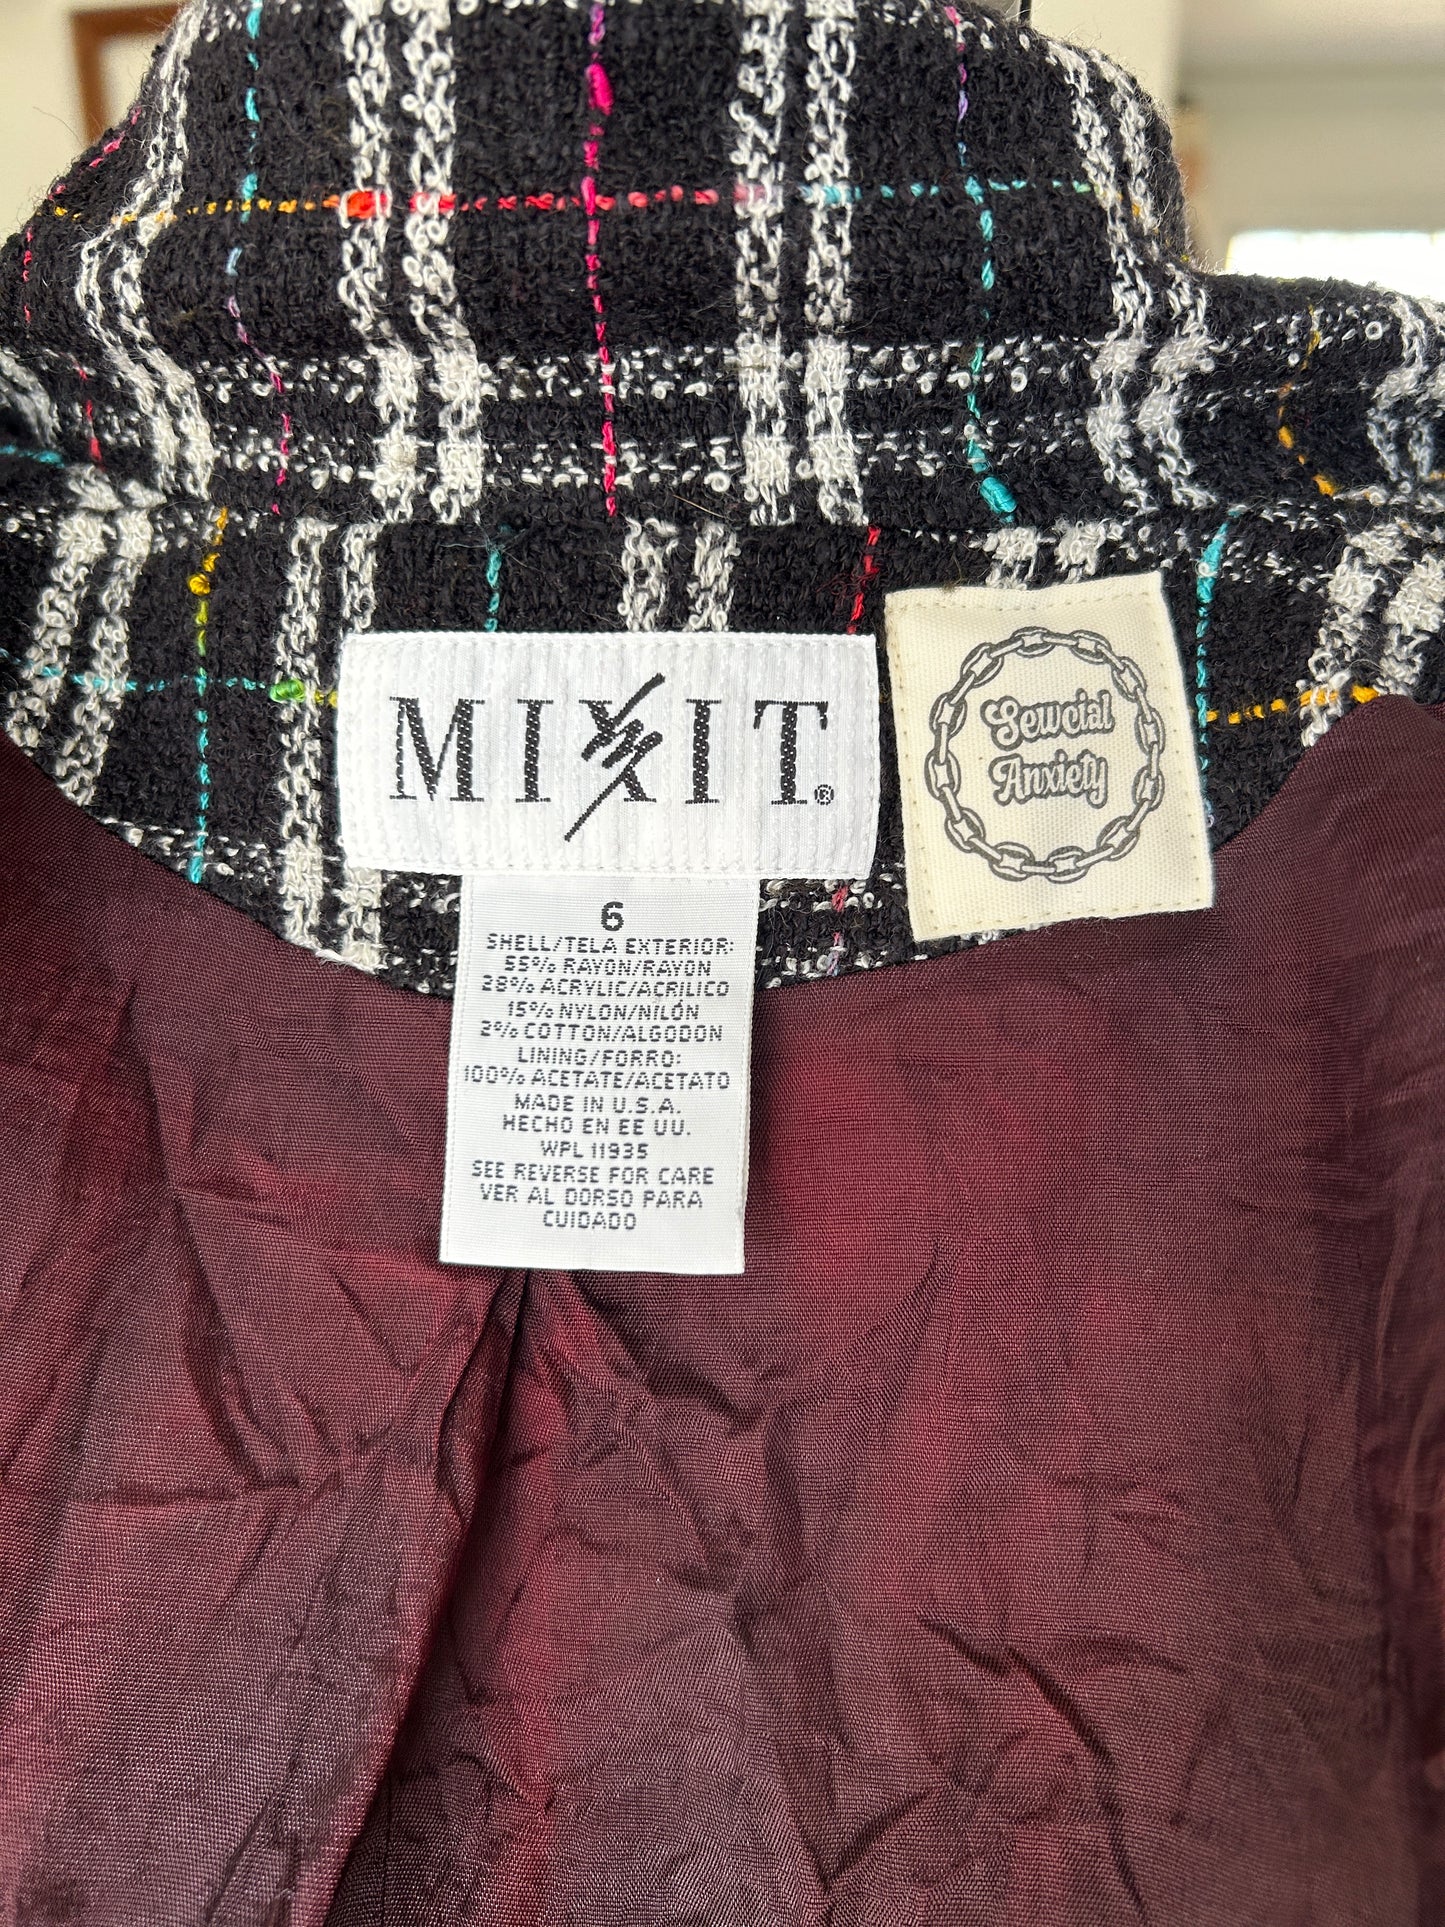 MIXIT®
Sewcial
Anxiety
6
SHELL/TELA EXTERIOR:
55% RAYON/RAYON
28% ACRYLIC/ACRILICO
15% NYLON/NILÓN
2% COTTON/ALGODON
LINING/FORRO:
100% ACETATE/ACETATO
MADE IN U.S.A.
HECHO EN EE UU.
WPL 11935
SEE REVERSE FOR CARE
VER AL DORSO PARA
CUIDADO